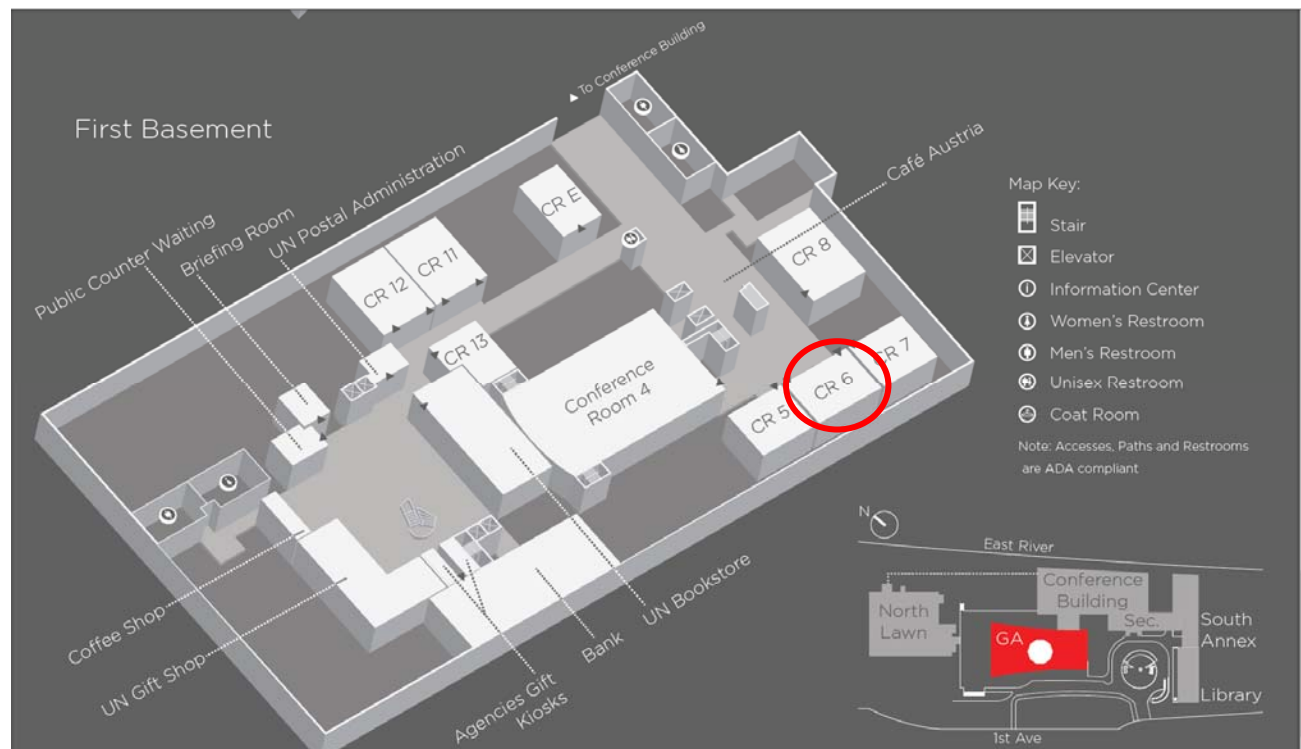 First Basement
To Conference Building
Café Austria
UN Postal Administration
Briefing Room
Public Counter Waiting
CR E
CR 11
CR 12
CR 13
CR 8
CR 7
CR 6
CR 5
Conference
Room 4
Coffee Shop
UN Gift Shop
Agencies Gift
Kiosks
Bank
UN Bookstore
Map Key:
Stair
Elevator
Information Center
Women's Restroom
Men's Restroom
Unisex Restroom
Coat Room
Note: Accesses, Paths and Restrooms
are ADA compliant
N
East River
Conference
Building
North
Lawn
Sec.
South
Annex
GA
Library
1st Ave